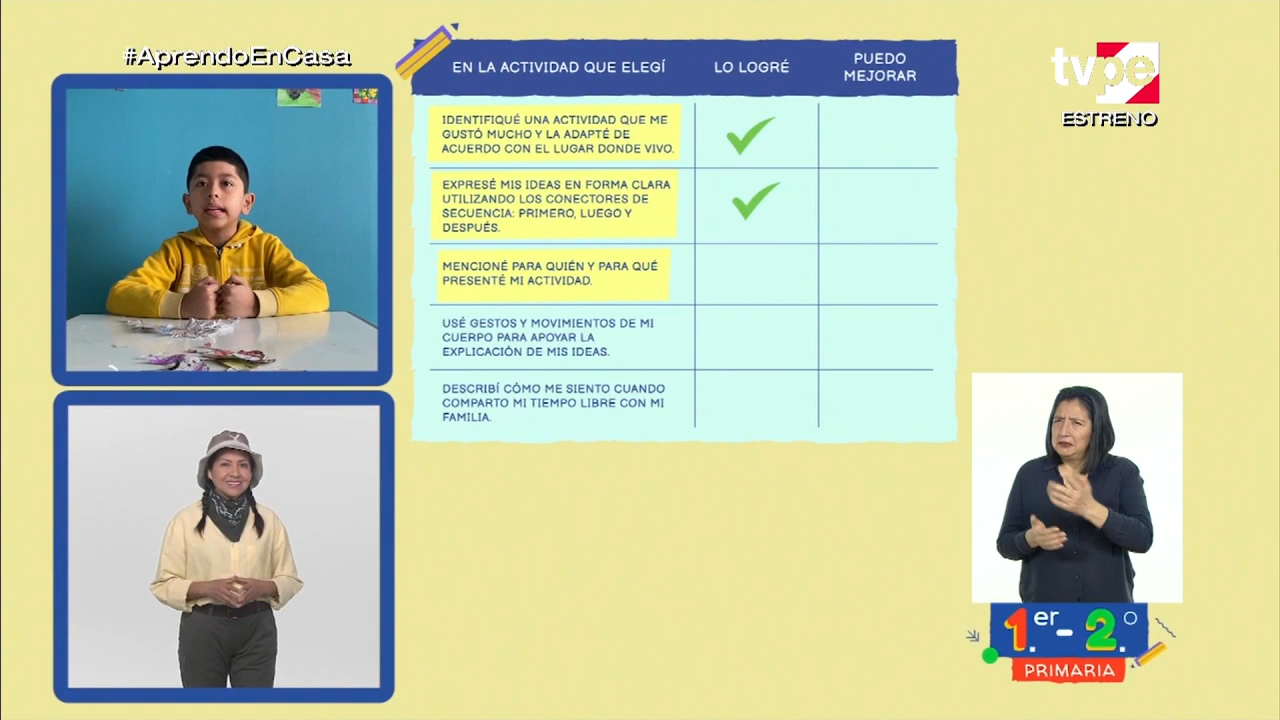 #AprendoEnCasa
EN LA ACTIVIDAD QUE ELEGÍ
LO LOGRÉ
PUEDO
MEJORAR
IDENTIFIQUÉ UNA ACTIVIDAD QUE ME
GUSTÓ MUCHO Y LA ADAPTÉ DE
ACUERDO CON EL LUGAR DONDE VIVO.
EXPRESÉ MIS IDEAS EN FORMA CLARA
UTILIZANDO LOS CONECTORES DE
SECUENCIA: PRIMERO, LUEGO Y
DESPUÉS.
MENCIONÉ PARA QUIÉN Y PARA QUÉ
PRESENTÉ MI ACTIVIDAD.
USÉ GESTOS Y MOVIMIENTOS DE MI
CUERPO PARA APOYAR LA
EXPLICACIÓN DE MIS IDEAS.
DESCRIBÍ CÓMO ME SIENTO CUANDO
COMPARTO MI TIEMPO LIBRE CON MI
FAMILIA.
tvpe
ESTRENO
1.er - 2.º
PRIMARIA